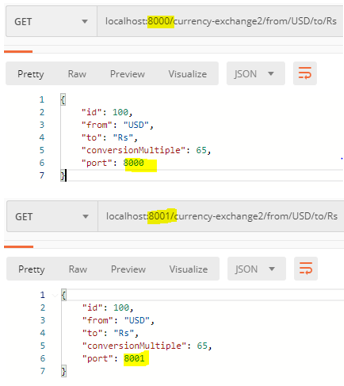 GET localhost:8000/currency-exchange2/from/USD/to/Rs
Pretty Raw Preview Visualize JSON
1 {
2 "id": 100,
3 "from": "USD",
4 "to": "Rs",
5 "conversionMultiple": 65,
6 "port": 8000
7 }
GET localhost:8001/currency-exchange2/from/USD/to/Rs
Pretty Raw Preview Visualize JSON
1 {
2 "id": 100,
3 "from": "USD",
4 "to": "Rs",
5 "conversionMultiple": 65,
6 "port": 8001
7 }